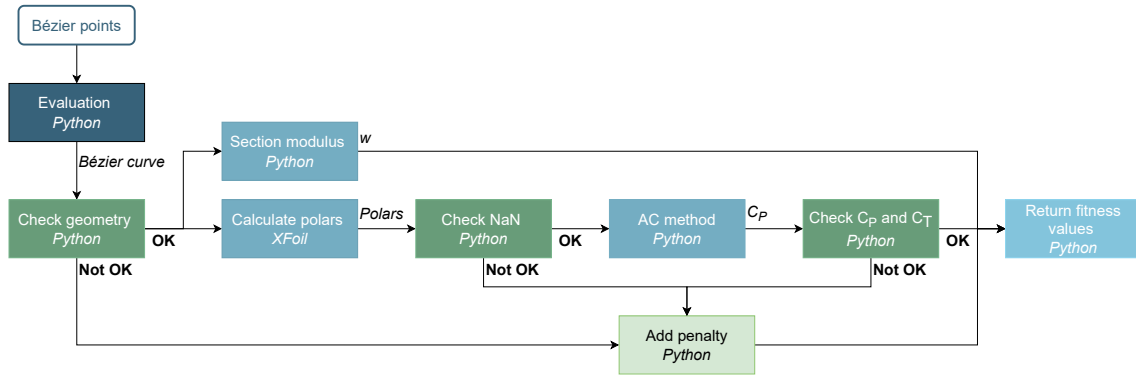 Bézier points
Evaluation
Python
Bézier curve
Section modulus
Python
w
Check geometry
Python
OK
Not OK
Calculate polars
XFoil
Polars
Check NaN
Python
OK
Not OK
AC method
Python
C_P
Check C_P and C_T
Python
OK
Not OK
Return fitness
values
Python
Add penalty
Python